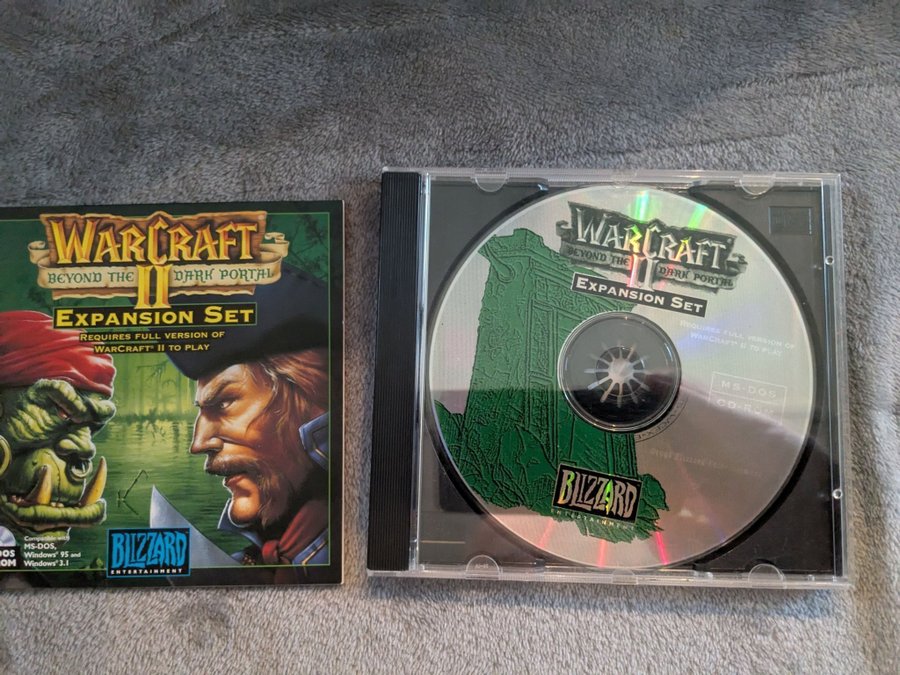 WARCRAFT
BEYOND THE DARK PORTAL
II
EXPANSION SET
REQUIRES FULL VERSION OF
WARCRAFT® II TO PLAY
DOS
ROM
Compatible with
MS-DOS,
Windows® 95 and
Windows® 3.1
BLIZZARD
ENTERTAINMENT
WARCRAFT
BEYOND THE DARK PORTAL
II
EXPANSION SET
REQUIRES FULL VERSION OF
WARCRAFT® II TO PLAY
MS-DOS
CD-ROM
BLIZZARD
ENTERTAINMENT